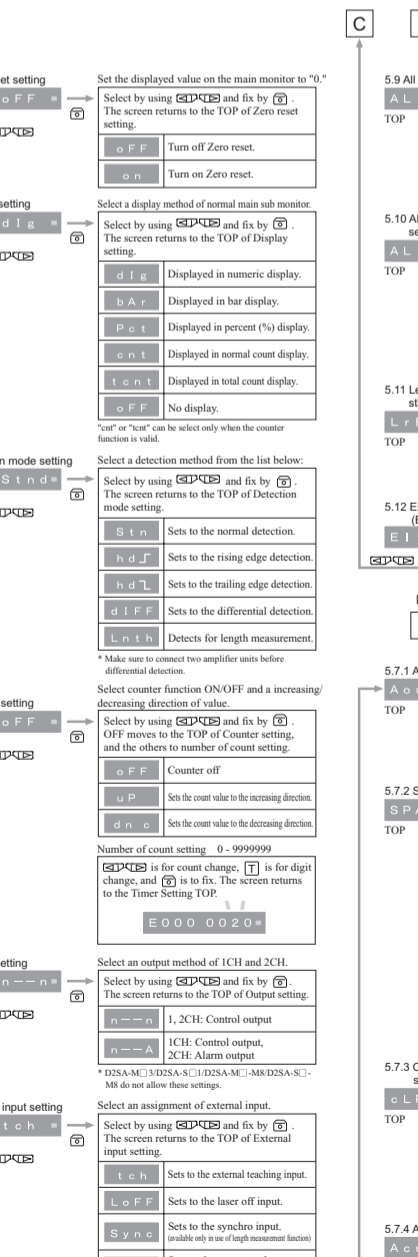 C
et setting
o F F =
Set the displayed value on the main monitor to "0."
Select by using and fix by .
The screen returns to the TOP of Zero reset
setting.
o F F Turn off Zero reset.
o n Turn on Zero reset.
setting
d I g =
Select a display method of normal main sub monitor.
Select by using and fix by .
The screen returns to the TOP of Display
setting.
d I g Displayed in numeric display.
b A r Displayed in bar display.
P c t Displayed in percent (%) display.
c n t Displayed in normal count display.
t c n t Displayed in total count display.
o F F No display.
"cnt" or "tcnt" can be select only when the counter
function is valid.
n mode setting
S t n d =
Select a detection method from the list below:
Select by using and fix by .
The screen returns to the TOP of Detection
mode setting.
S t n Sets to the normal detection.
h d Sets to the rising edge detection.
h d Sets to the trailing edge detection.
d I F F Sets to the differential detection.
L n t h Detects for length measurement.
* Make sure to connect two amplifier units before
differential detection.
setting
o F F =
Select counter function ON/OFF and a increasing/
decreasing direction of value.
Select by using and fix by .
OFF moves to the TOP of Counter setting,
and the others to number of count setting.
o F F Counter off
u P Sets the count value to the increasing direction.
d n c Sets the count value to the decreasing direction.
Number of count setting 0 - 9999999
is for count change, T is for digit
change, and is to fix. The screen returns
to the Timer Setting TOP.
E 0 0 0 0 0 2 0 =
etting
n — — n =
Select an output method of 1CH and 2CH.
Select by using and fix by .
The screen returns to the TOP of Output setting.
n — — n 1, 2CH: Control output
n — — A 1CH: Control output,
2CH: Alarm output
* D2SA-M□3/D2SA-S□1/D2SA-M□-M8/D2SA-S□-
M8 do not allow these settings.
input setting
t c h =
Select an assignment of external input.
Select by using and fix by .
The screen returns to the TOP of External
input setting.
t c h Sets to the external teaching input.
L o F F Sets to the laser off input.
S y n c Sets to the synchro input.
(available only in use of length measurement function)
5.9 All
A L
TOP
5.10 Al
se
A L
TOP
5.11 Le
st
L r
TOP
5.12 E
E I
5.7.1 A
A o
TOP
5.7.2 S
S P
TOP
5.7.3 C
s
c L
TOP
5.7.4 A
A c